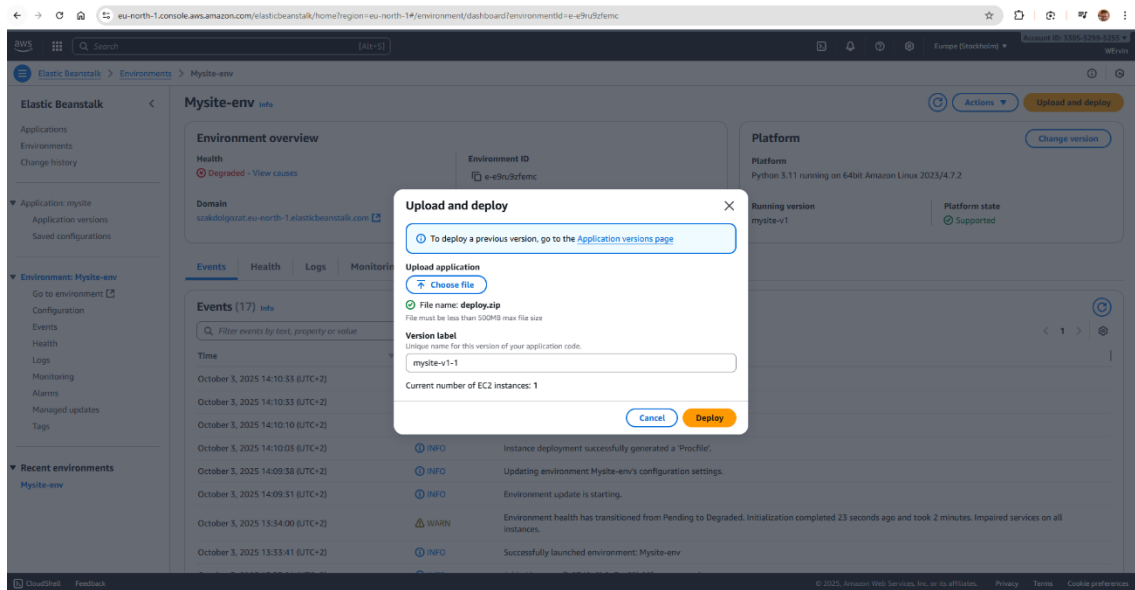 eu-north-1.console.aws.amazon.com/elasticbeanstalk/home?region=eu-north-1#/environment/dashboard?environmentId=e-e9ru9zfemc
aws Search [Alt+S] Europe (Stockholm) Account ID: 3305-5299-3255
WErvin
Elastic Beanstalk > Environments > Mysite-env
Elastic Beanstalk
Applications
Environments
Change history
Application: mysite
Application versions
Saved configurations
Environment: Mysite-env
Go to environment
Configuration
Events
Health
Logs
Monitoring
Alarms
Managed updates
Tags
Recent environments
Mysite-env
Mysite-env Info
Actions
Upload and deploy
Environment overview
Health
Degraded - View causes
Environment ID
e-e9ru9zfemc
Domain
szakdolgozat.eu-north-1.elasticbeanstalk.com
Platform
Change version
Platform
Python 3.11 running on 64bit Amazon Linux 2023/4.7.2
Running version
mysite-v1
Platform state
Supported
Events Health Logs Monitorin
Events (17) Info
Filter events by text, property or value
1
Time
October 3, 2025 14:10:33 (UTC+2)
October 3, 2025 14:10:33 (UTC+2)
October 3, 2025 14:10:10 (UTC+2)
October 3, 2025 14:10:03 (UTC+2) INFO Instance deployment successfully generated a 'Procfile'.
October 3, 2025 14:09:38 (UTC+2) INFO Updating environment Mysite-env's configuration settings.
October 3, 2025 14:09:31 (UTC+2) INFO Environment update is starting.
October 3, 2025 13:34:00 (UTC+2) WARN Environment health has transitioned from Pending to Degraded. Initialization completed 23 seconds ago and took 2 minutes. Impaired services on all
instances.
October 3, 2025 13:33:41 (UTC+2) INFO Successfully launched environment: Mysite-env
Upload and deploy
To deploy a previous version, go to the Application versions page
Upload application
Choose file
File name: deploy.zip
File must be less than 500MB max file size
Version label
Unique name for this version of your application code.
mysite-v1-1
Current number of EC2 instances: 1
Cancel Deploy
CloudShell Feedback © 2025, Amazon Web Services, Inc. or its affiliates. Privacy Terms Cookie preferences